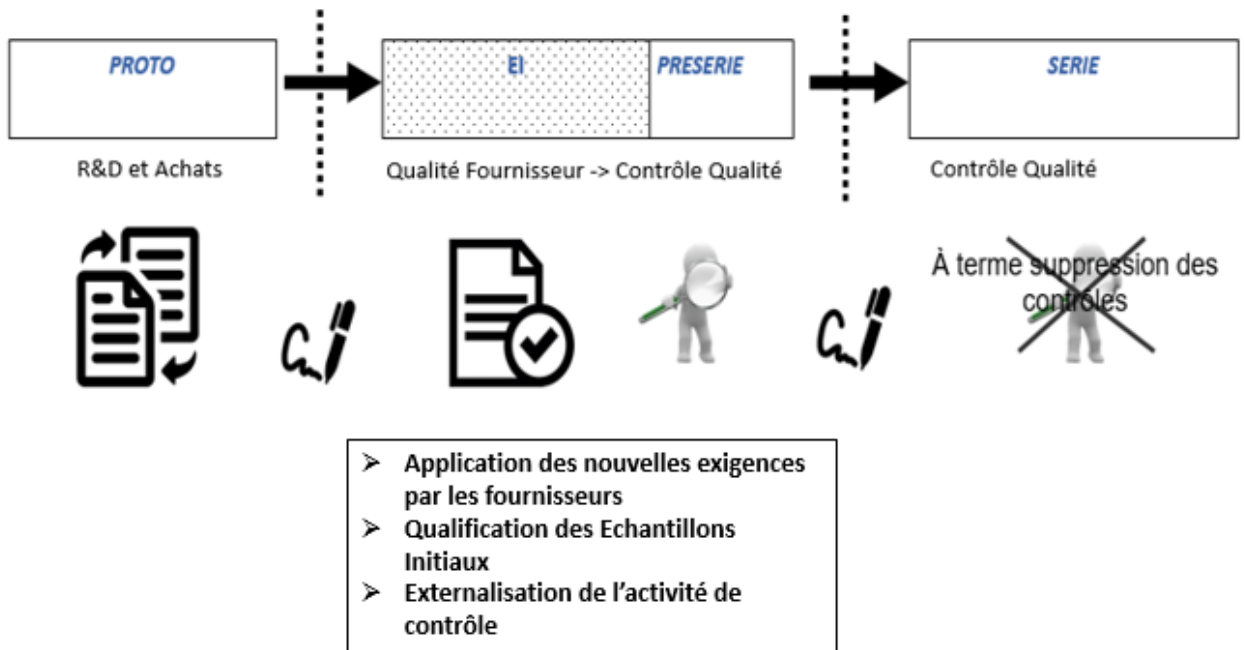 PROTO
EI
PRESERIE
SERIE
R&D et Achats
Qualité Fournisseur -> Contrôle Qualité
Contrôle Qualité
À terme suppression des
contrôles
➢ Application des nouvelles exigences
par les fournisseurs
➢ Qualification des Echantillons
Initiaux
➢ Externalisation de l’activité de
contrôle